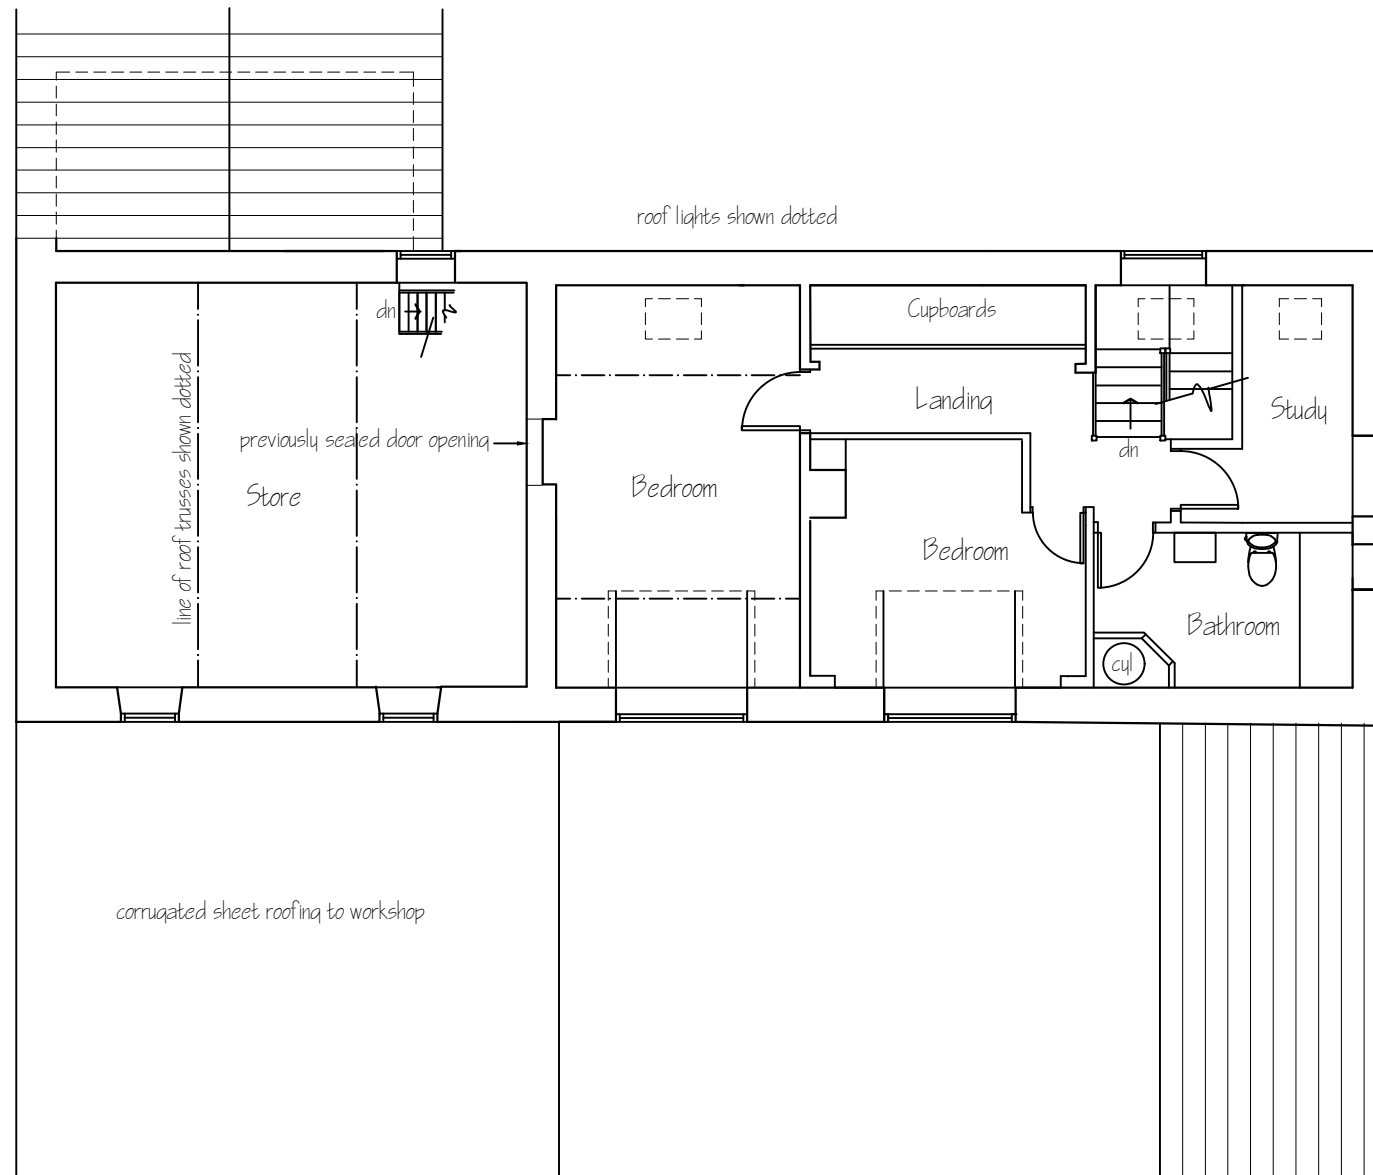 roof lights shown dotted
dn
Cupboards
line of roof trusses shown dotted
Landing
Study
previously sealed door opening
dn
Store
Bedroom
Bedroom
Bathroom
cyl
corrugated sheet roofing to workshop